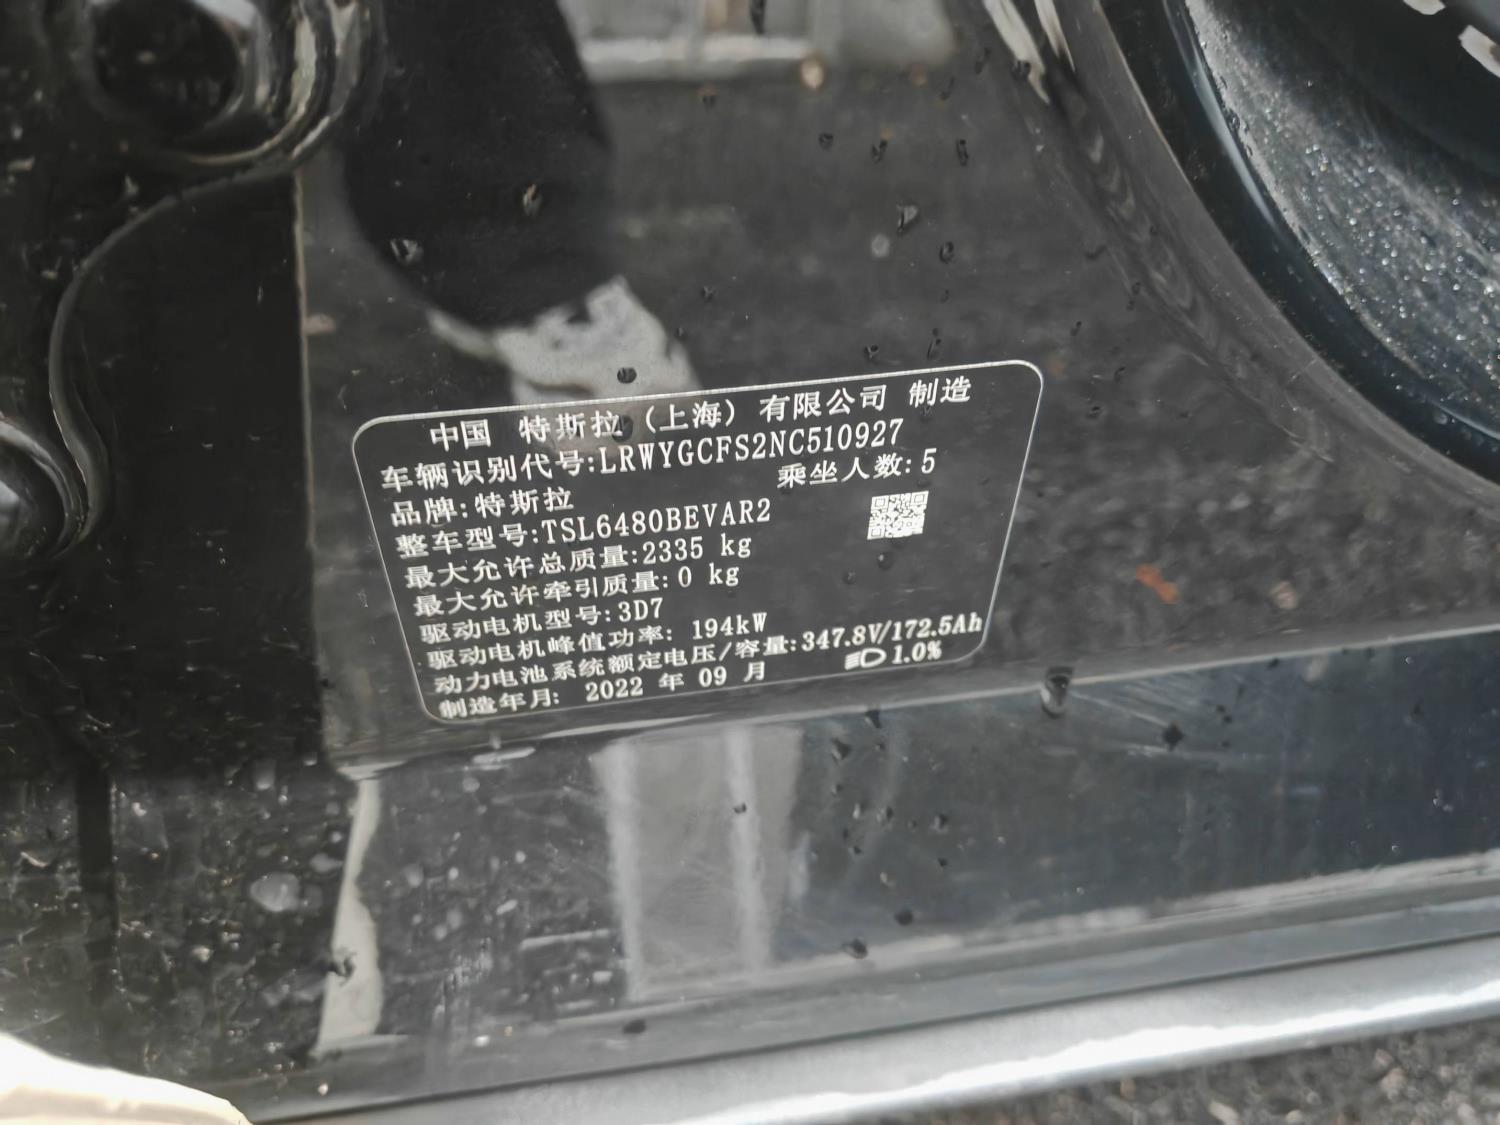 中国 特斯拉（上海）有限公司 制造
车辆识别代号:LRWYGCFS2NC510927
品牌:特斯拉 乘坐人数:5
整车型号:TSL6480BEVAR2
最大允许总质量:2335 kg
最大允许牵引质量:0 kg
驱动电机型号:3D7
驱动电机峰值功率: 194kW
动力电池系统额定电压/容量:347.8V/172.5Ah
制造年月: 2022 年 09 月 1.0%